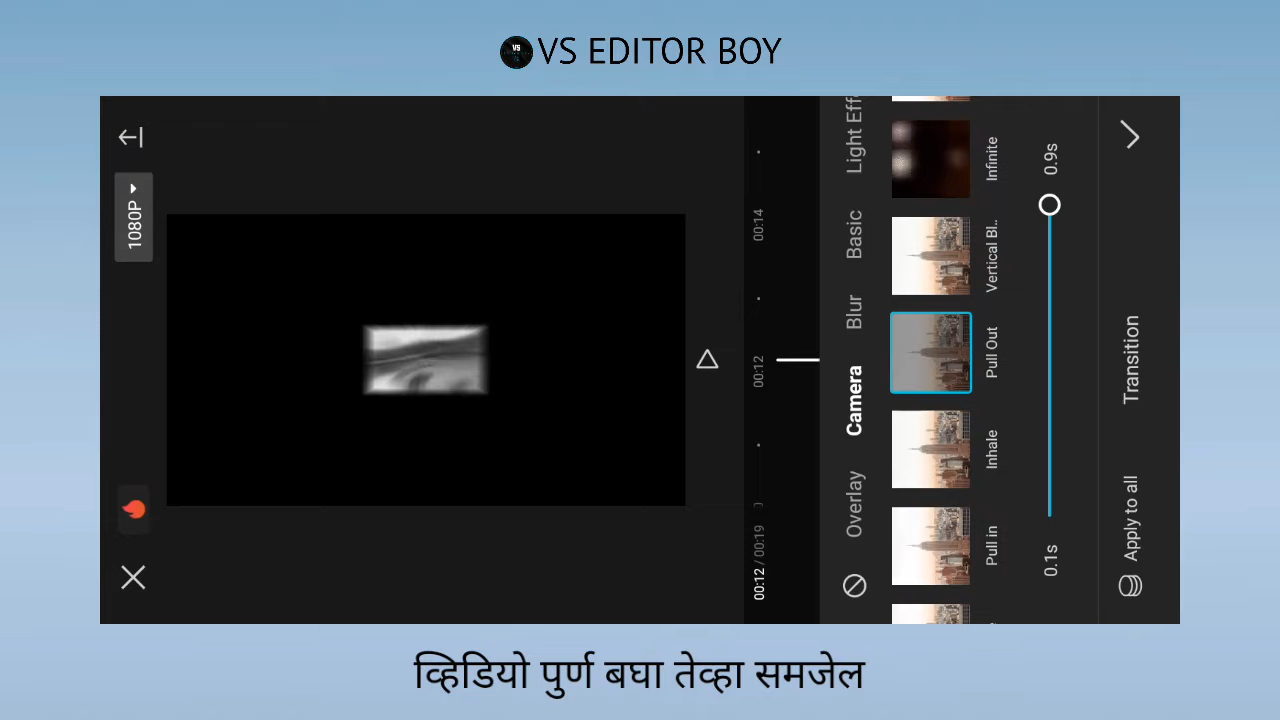 VS
VS EDITOR BOY
1080P
00:12 / 00:19
00:12
00:14
Overlay
Camera
Blur
Basic
Light Eff
Pull in
Inhale
Pull Out
Vertical Bl..
Infinite
0.1s
0.9s
Apply to all
Transition
व्हिडियो पुर्ण बघा तेव्हा समजेल